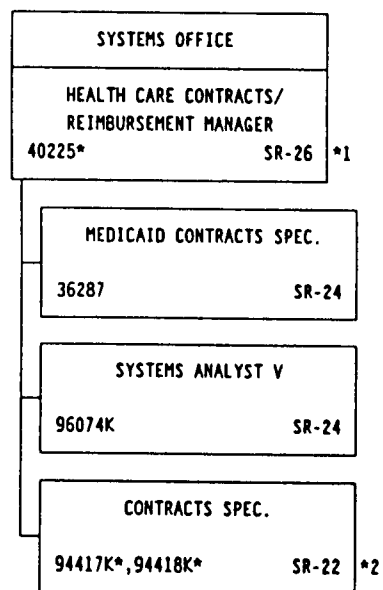 SYSTEMS OFFICE
HEALTH CARE CONTRACTS/
REIMBURSEMENT MANAGER
40225* SR-26 *1
MEDICAID CONTRACTS SPEC.
36287 SR-24
SYSTEMS ANALYST V
96074K SR-24
CONTRACTS SPEC.
94417K*,94418K* SR-22 *2